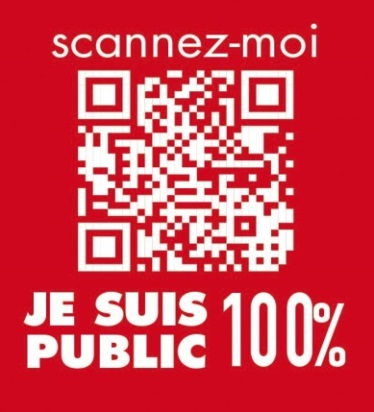 scannez-moi
JE SUIS
PUBLIC 100%